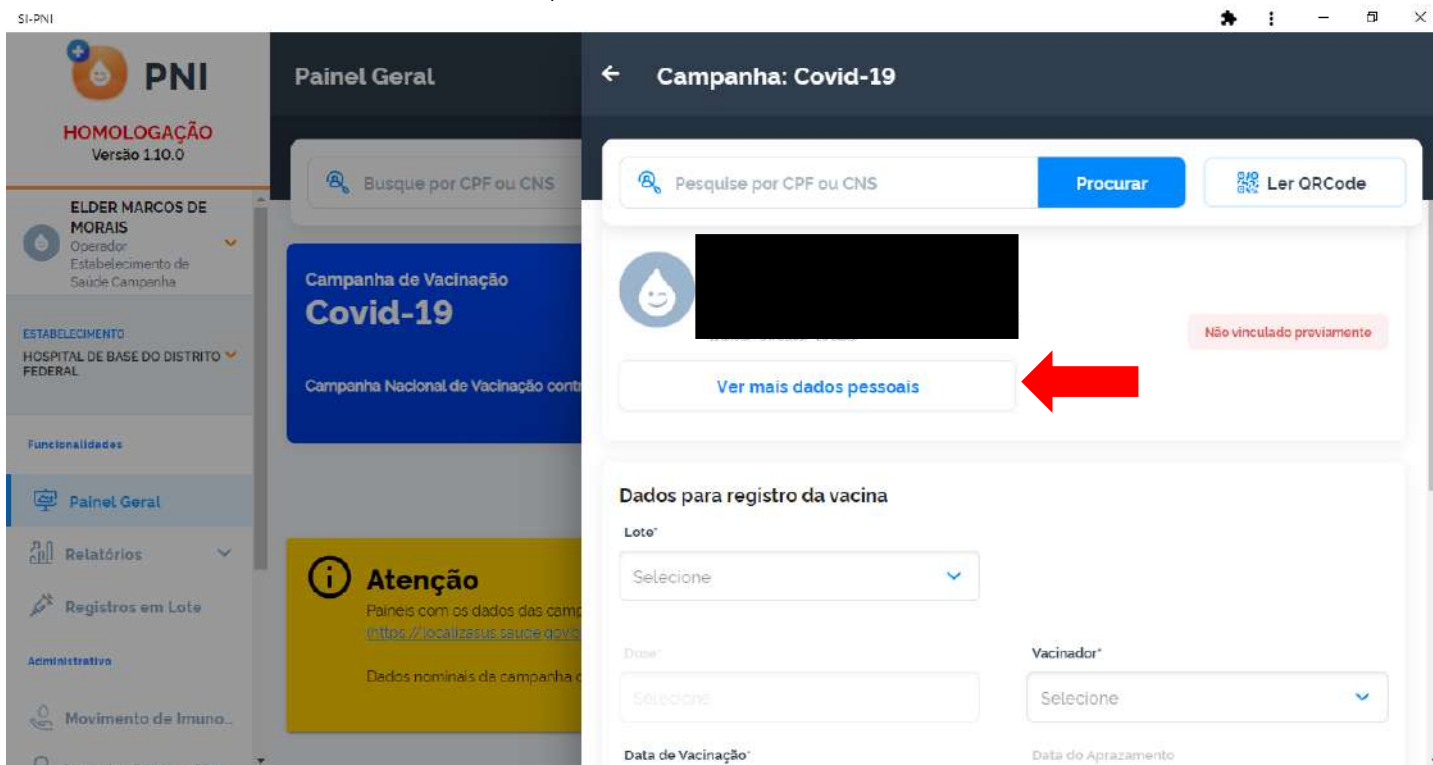 SI-PNI
PNI
HOMOLOGAÇÃO
Versão 1.10.0
ELDER MARCOS DE
MORAIS
Operador
Estabelecimento de
Saúde Campanha
ESTABELECIMENTO
HOSPITAL DE BASE DO DISTRITO
FEDERAL
Funcionalidades
Painel Geral
Relatórios
Registros em Lote
Administrativo
Movimento de Imuno...
Painel Geral
Busque por CPF ou CNS
Campanha de Vacinação
Covid-19
Campanha Nacional de Vacinação contr
Atenção
Paineis com os dados das camp
(https://localizasus.saude.gov.b
Dados nominais da campanha d
Campanha: Covid-19
Pesquise por CPF ou CNS
Procurar
Ler QRCode
Não vinculado previamente
Ver mais dados pessoais
Dados para registro da vacina
Lote*
Selecione
Dose*
Selecione
Vacinador*
Selecione
Data de Vacinação*
Data do Aprazamento